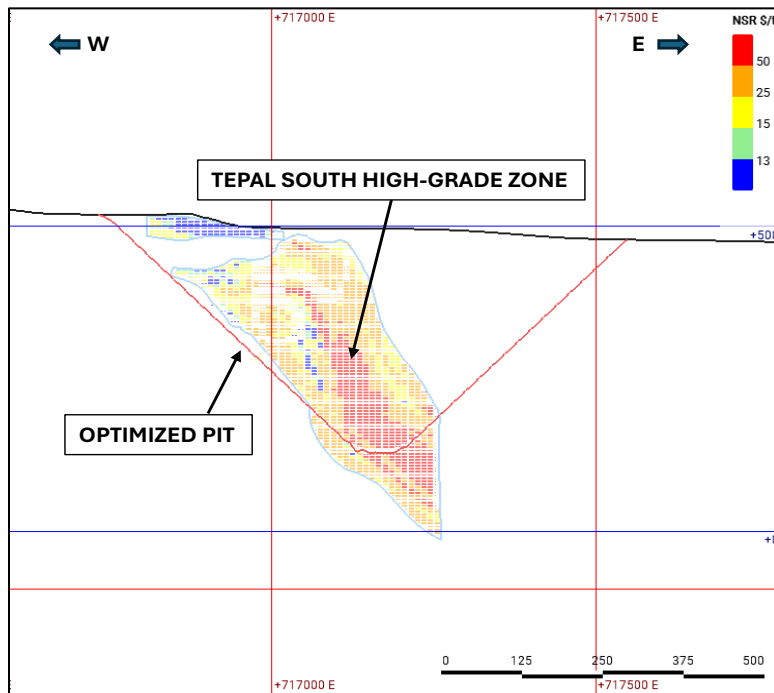 +717000 E
+717500 E
NSR $/t
W
E
50
25
15
13
TEPAL SOUTH HIGH-GRADE ZONE
+500
OPTIMIZED PIT
0
125
250
375
500
+717000 E
+717500 E